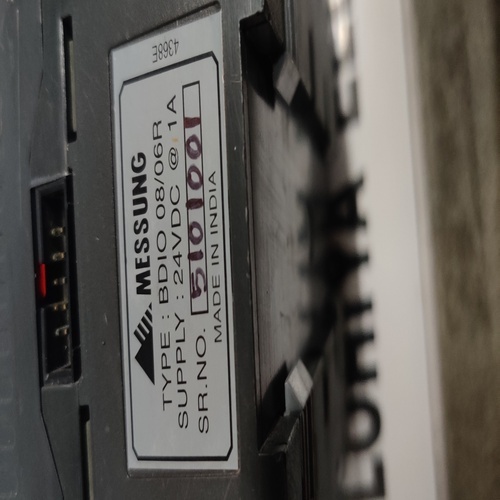 4368E
MESSUNG
TYPE : BDIO 08/06R
SUPPLY : 24VDC @ 1A
SR.NO. 5101001
MADE IN INDIA